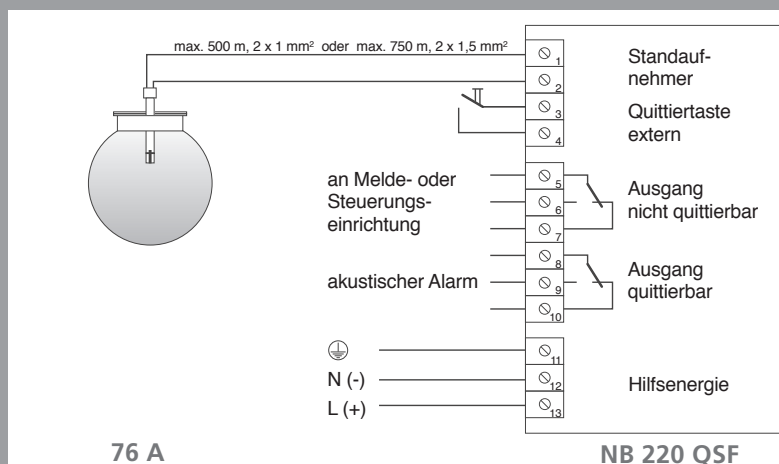 max. 500 m, 2 x 1 mm² oder max. 750 m, 2 x 1,5 mm²
1
2
3
4
Standauf-
nehmer
Quittiertaste
extern
an Melde- oder
Steuerungs-
einrichtung
5
6
7
Ausgang
nicht quittierbar
akustischer Alarm
8
9
10
Ausgang
quittierbar
N (-)
L (+)
11
12
13
Hilfsenergie
76 A
NB 220 QSF